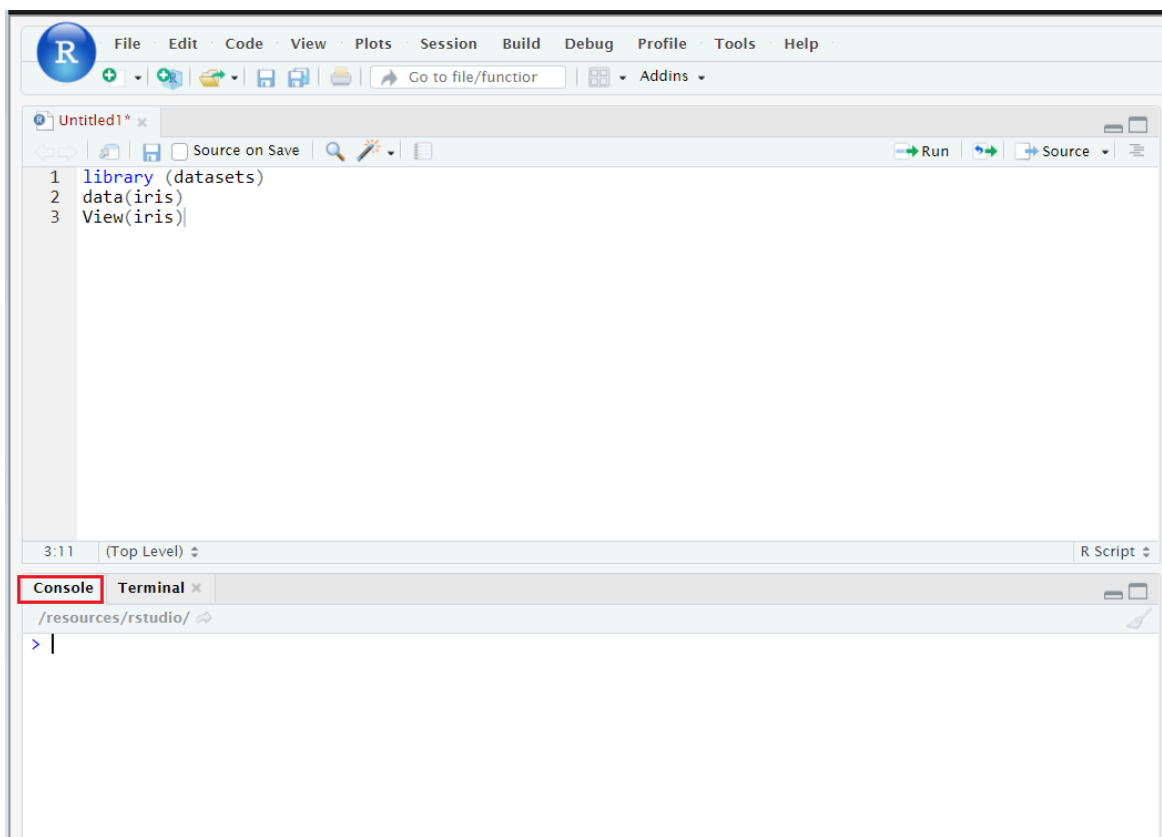 R File Edit Code View Plots Session Build Debug Profile Tools Help
R Go to file/functior Addins
R Untitled1*
Source on Save Run Source
1 library (datasets)
2 data(iris)
3 View(iris)
3:11 (Top Level) R Script
Console Terminal
/resources/rstudio/
>